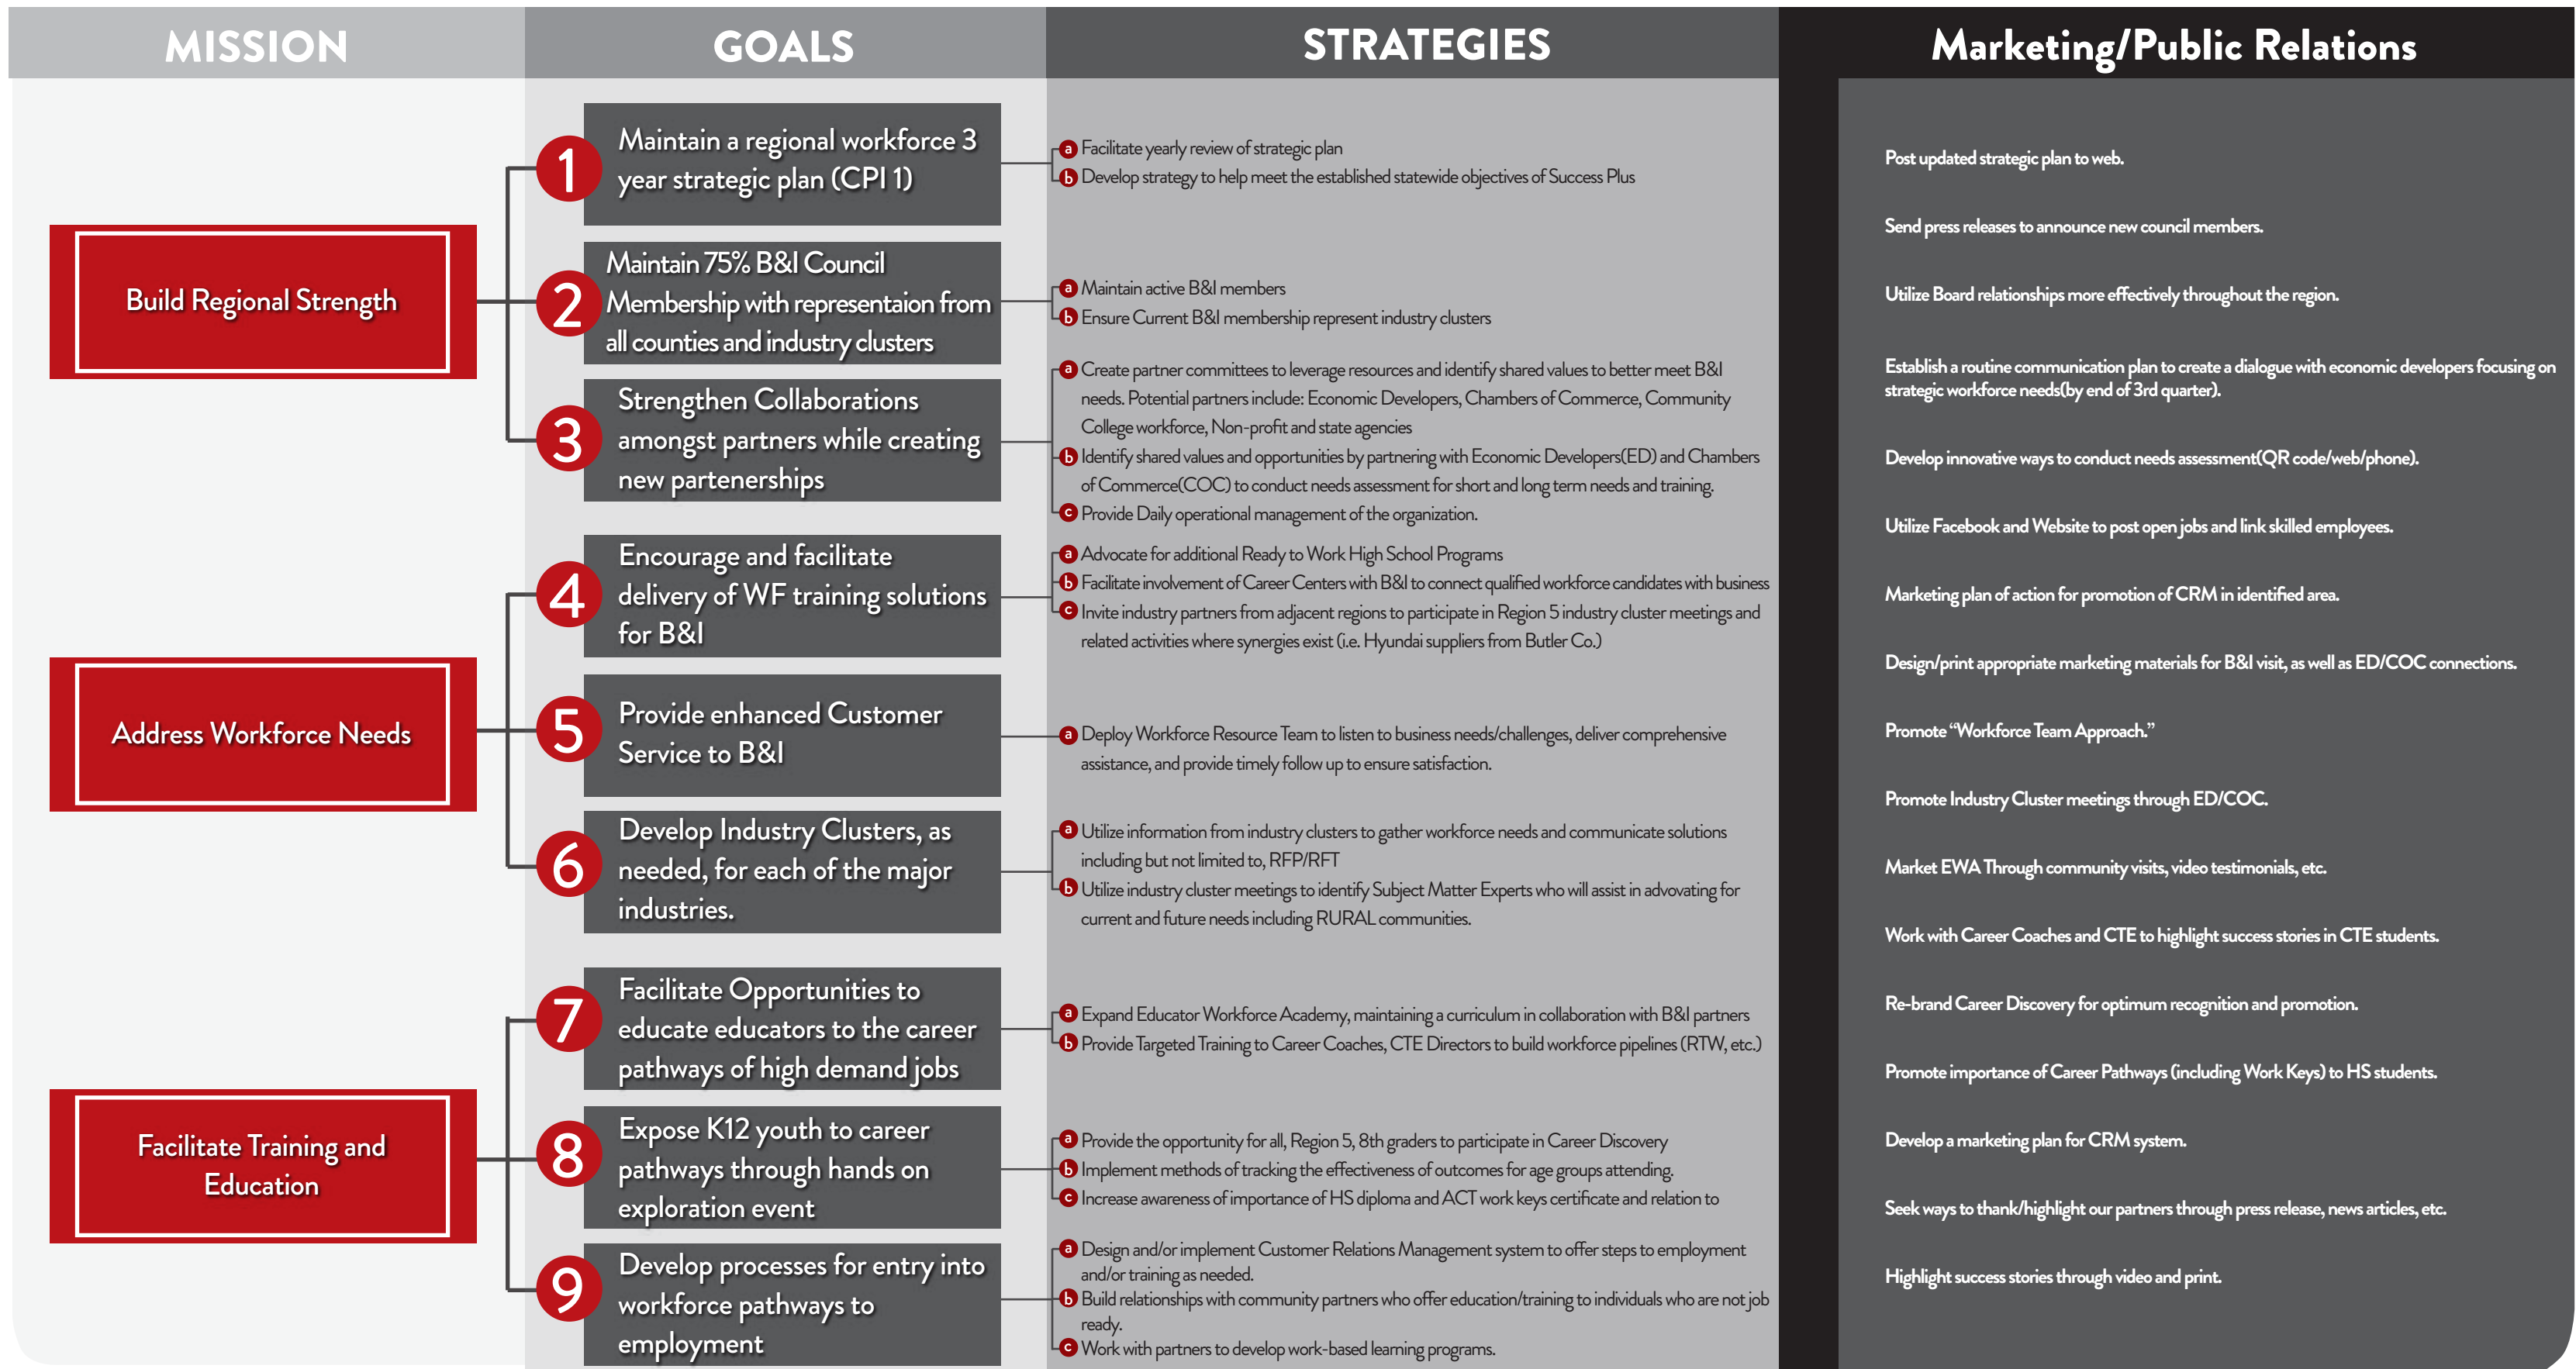 MISSION
GOALS
STRATEGIES
Marketing/Public Relations
Build Regional Strength
1
Maintain a regional workforce 3
year strategic plan (CPI 1)
a Facilitate yearly review of strategic plan
b Develop strategy to help meet the established statewide objectives of Success Plus
2
Maintain 75% B&I Council
Membership with representaion from
all counties and industry clusters
a Maintain active B&I members
b Ensure Current B&I membership represent industry clusters
3
Strengthen Collaborations
amongst partners while creating
new partenerships
a Create partner committees to leverage resources and identify shared values to better meet B&I
needs. Potential partners include: Economic Developers, Chambers of Commerce, Community
College workforce, Non-profit and state agencies
b Identify shared values and opportunities by partnering with Economic Developers(ED) and Chambers
of Commerce(COC) to conduct needs assessment for short and long term needs and training.
c Provide Daily operational management of the organization.
Address Workforce Needs
4
Encourage and facilitate
delivery of WF training solutions
for B&I
a Advocate for additional Ready to Work High School Programs
b Facilitate involvement of Career Centers with B&I to connect qualified workforce candidates with business
c Invite industry partners from adjacent regions to participate in Region 5 industry cluster meetings and
related activities where synergies exist (i.e. Hyundai suppliers from Butler Co.)
5
Provide enhanced Customer
Service to B&I
a Deploy Workforce Resource Team to listen to business needs/challenges, deliver comprehensive
assistance, and provide timely follow up to ensure satisfaction.
6
Develop Industry Clusters, as
needed, for each of the major
industries.
a Utilize information from industry clusters to gather workforce needs and communicate solutions
including but not limited to, RFP/RFT
b Utilize industry cluster meetings to identify Subject Matter Experts who will assist in advovating for
current and future needs including RURAL communities.
Facilitate Training and
Education
7
Facilitate Opportunities to
educate educators to the career
pathways of high demand jobs
a Expand Educator Workforce Academy, maintaining a curriculum in collaboration with B&I partners
b Provide Targeted Training to Career Coaches, CTE Directors to build workforce pipelines (RTW, etc.)
8
Expose K12 youth to career
pathways through hands on
exploration event
a Provide the opportunity for all, Region 5, 8th graders to participate in Career Discovery
b Implement methods of tracking the effectiveness of outcomes for age groups attending.
c Increase awareness of importance of HS diploma and ACT work keys certificate and relation to
9
Develop processes for entry into
workforce pathways to
employment
a Design and/or implement Customer Relations Management system to offer steps to employment
and/or training as needed.
b Build relationships with community partners who offer education/training to individuals who are not job
ready.
c Work with partners to develop work-based learning programs.
Post updated strategic plan to web.
Send press releases to announce new council members.
Utilize Board relationships more effectively throughout the region.
Establish a routine communication plan to create a dialogue with economic developers focusing on
strategic workforce needs(by end of 3rd quarter).
Develop innovative ways to conduct needs assessment(QR code/web/phone).
Utilize Facebook and Website to post open jobs and link skilled employees.
Marketing plan of action for promotion of CRM in identified area.
Design/print appropriate marketing materials for B&I visit, as well as ED/COC connections.
Promote “Workforce Team Approach.”
Promote Industry Cluster meetings through ED/COC.
Market EWA Through community visits, video testimonials, etc.
Work with Career Coaches and CTE to highlight success stories in CTE students.
Re-brand Career Discovery for optimum recognition and promotion.
Promote importance of Career Pathways (including Work Keys) to HS students.
Develop a marketing plan for CRM system.
Seek ways to thank/highlight our partners through press release, news articles, etc.
Highlight success stories through video and print.